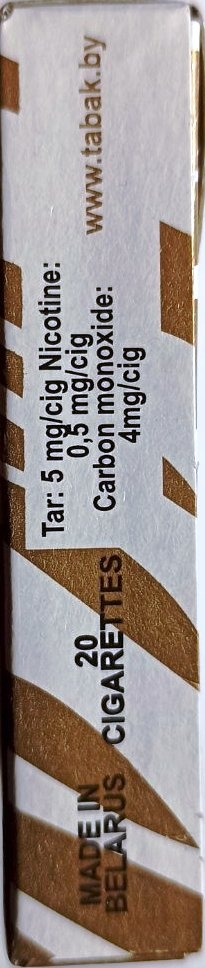 MADE IN
BELARUS
20
CIGARETTES
Tar: 5 mg/cig Nicotine:
0,5 mg/cig
Carbon monoxide:
4mg/cig
www.tabak.by